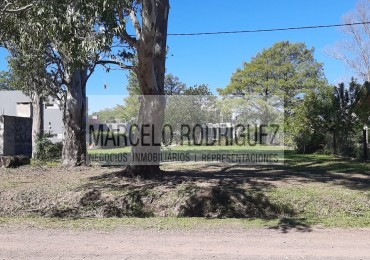 MARCELO RODRIGUEZ
NEGOCIOS INMOBILIARIOS | REPRESENTACIONES